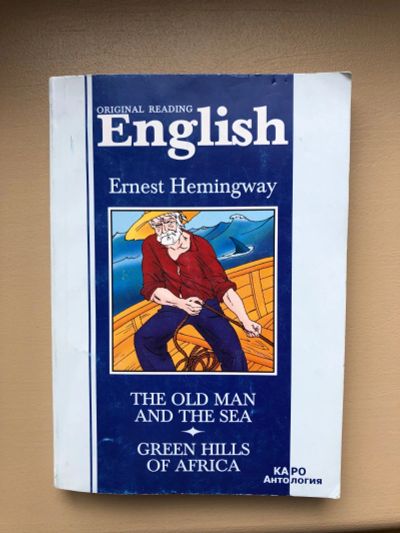 ORIGINAL READING
English
Ernest Hemingway
THE OLD MAN
AND THE SEA
GREEN HILLS
OF AFRICA
КАРО
Антология